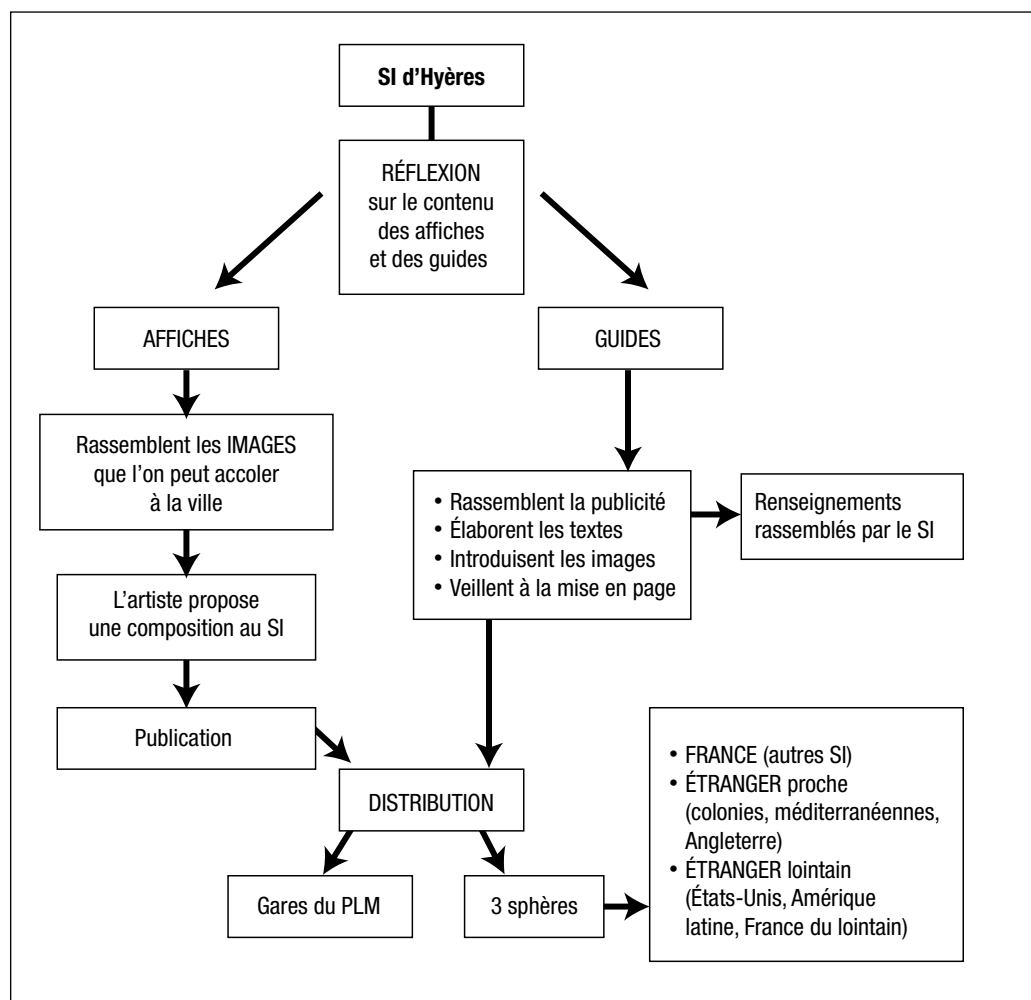 SI d’Hyères
RÉFLEXION
sur le contenu
des affiches
et des guides
AFFICHES
GUIDES
Rassemblent les IMAGES
que l’on peut accoler
à la ville
• Rassemblent la publicité
• Élaborent les textes
• Introduisent les images
• Veillent à la mise en page
Renseignements
rassemblés par le SI
L’artiste propose
une composition au SI
Publication
DISTRIBUTION
• FRANCE (autres SI)
• ÉTRANGER proche
(colonies, méditerranéennes,
Angleterre)
• ÉTRANGER lointain
(États-Unis, Amérique
latine, France du lointain)
Gares du PLM
3 sphères